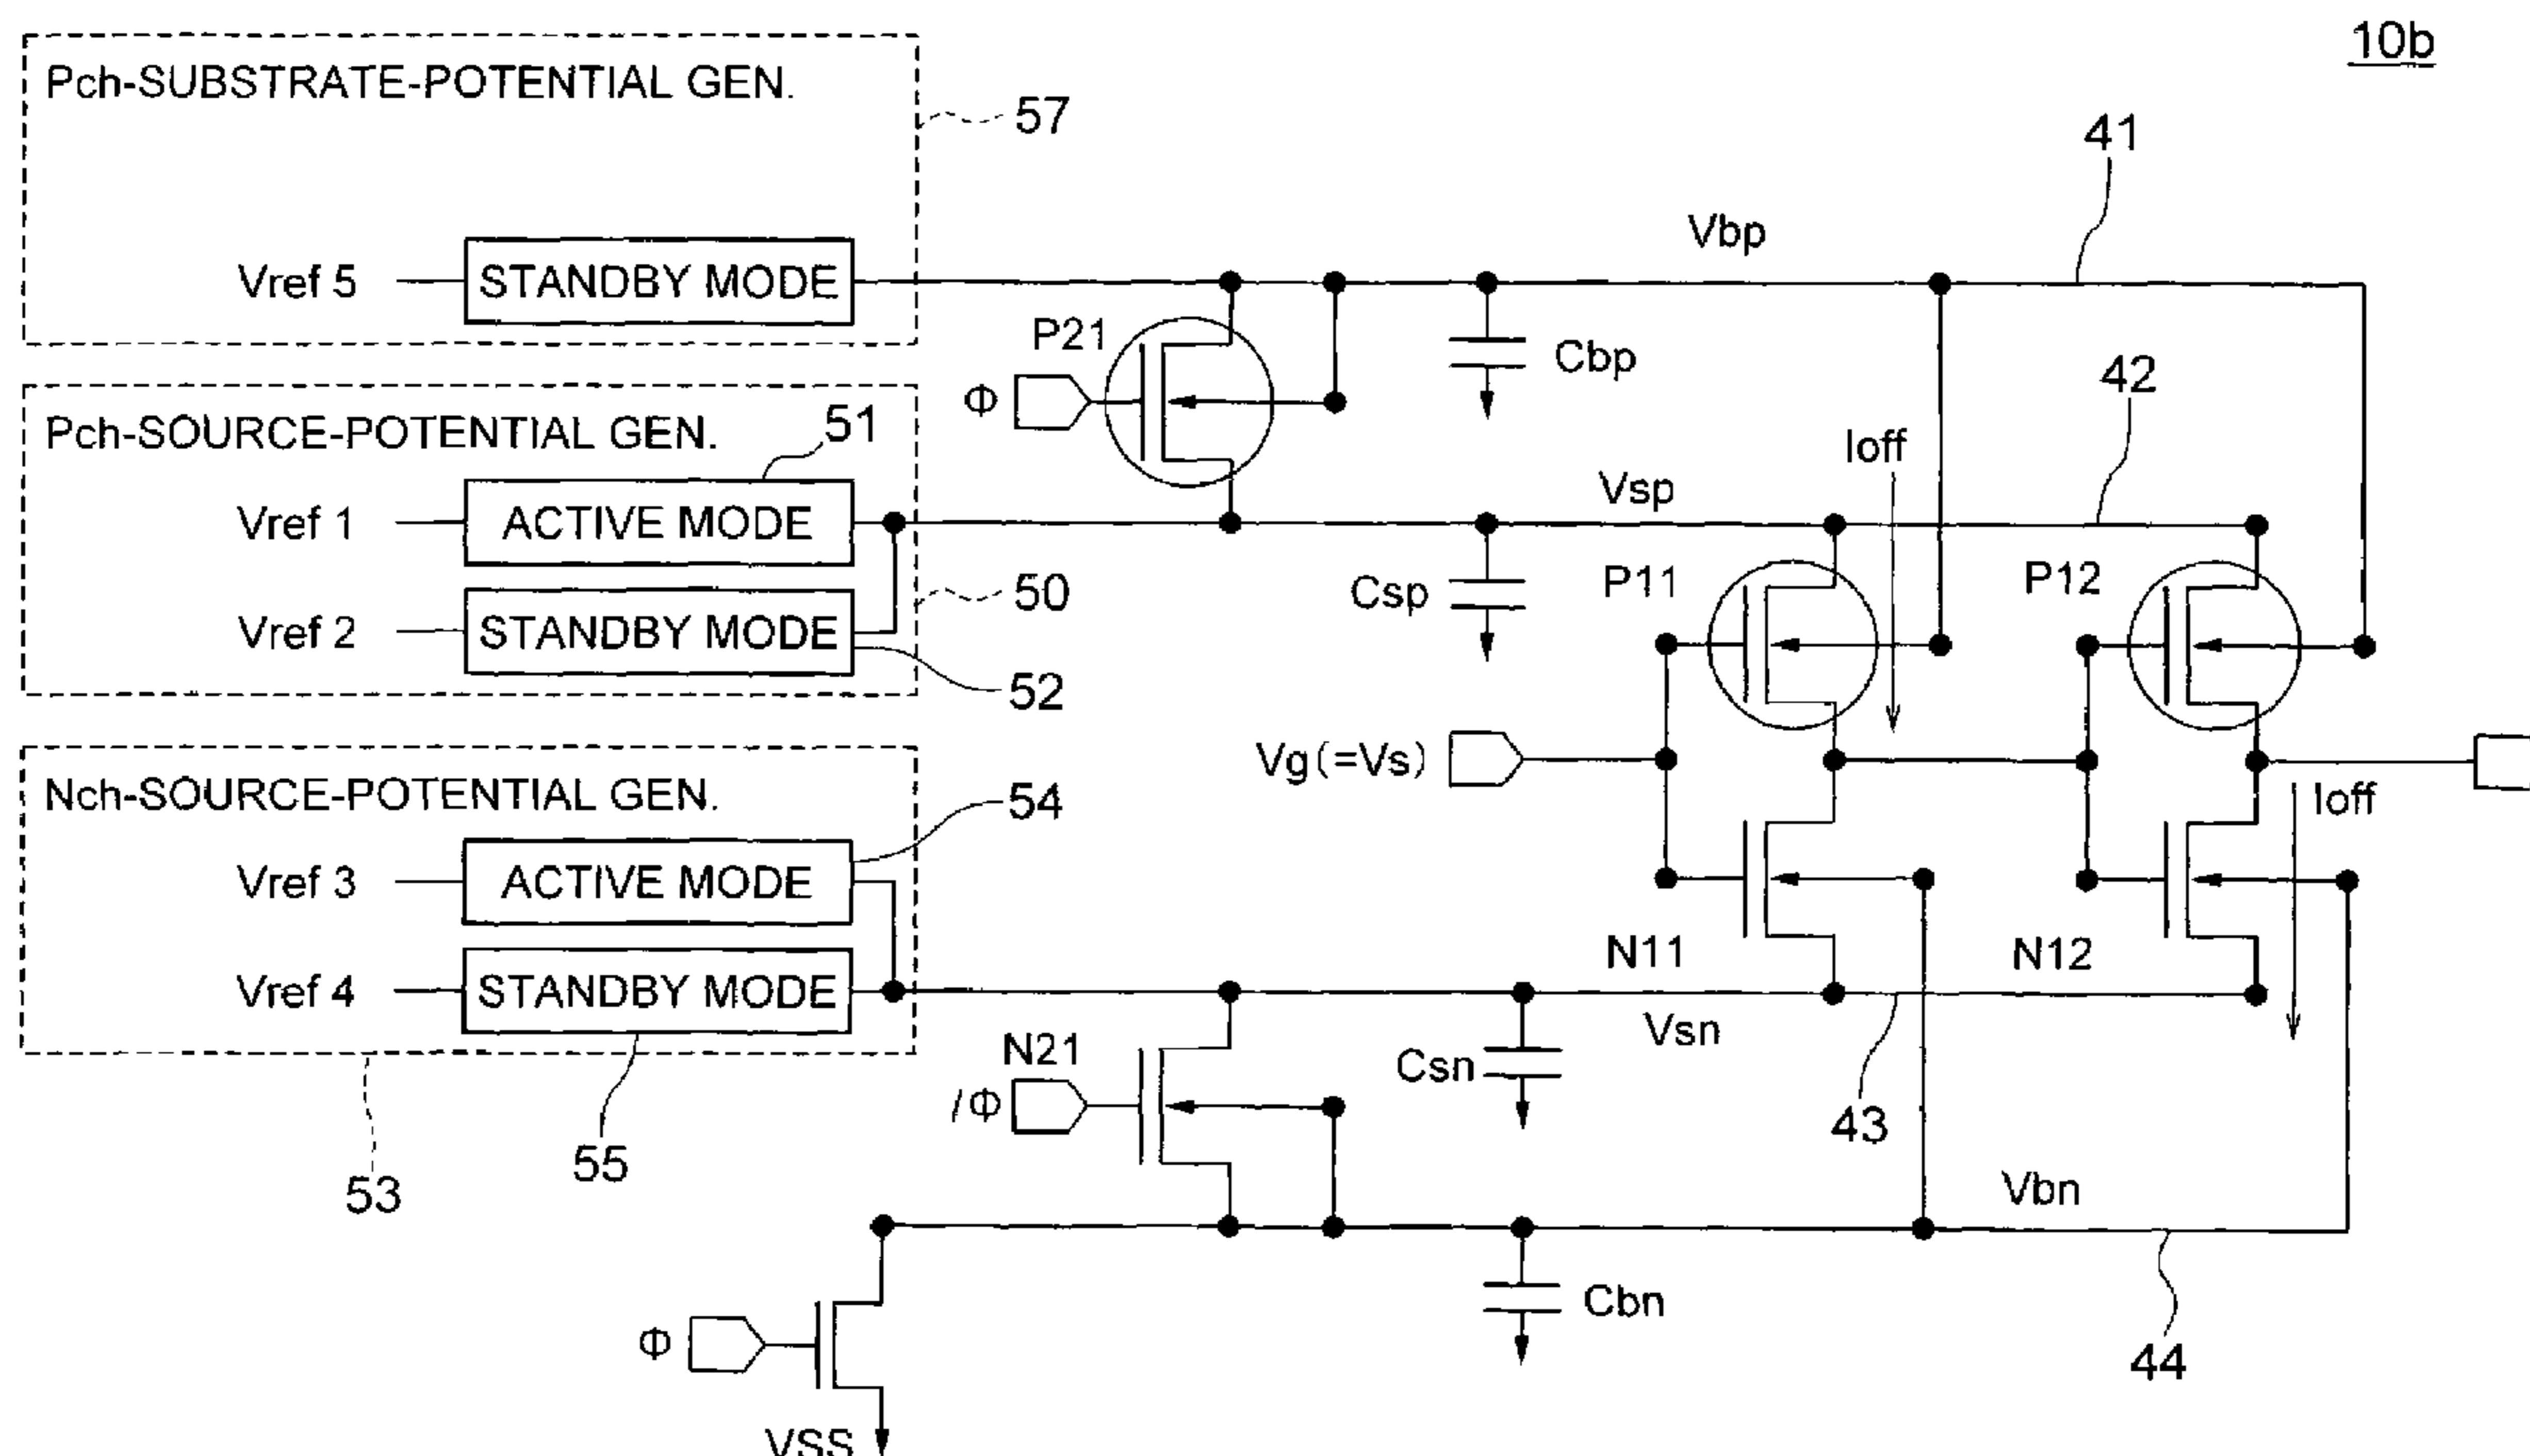 10b
Pch-SUBSTRATE-POTENTIAL GEN.
57
41
Vbp
Vref 5
STANDBY MODE
P21
Cbp
42
Φ
Pch-SOURCE-POTENTIAL GEN.
51
Ioff
Vsp
Vref 1
ACTIVE MODE
P11
P12
50
Csp
Vref 2
STANDBY MODE
52
Vg(=Vs)
Nch-SOURCE-POTENTIAL GEN.
54
Ioff
Vref 3
ACTIVE MODE
N11
N12
Vref 4
STANDBY MODE
Vsn
N21
Csn
/Φ
43
55
53
Vbn
Cbn
Φ
44
VSS